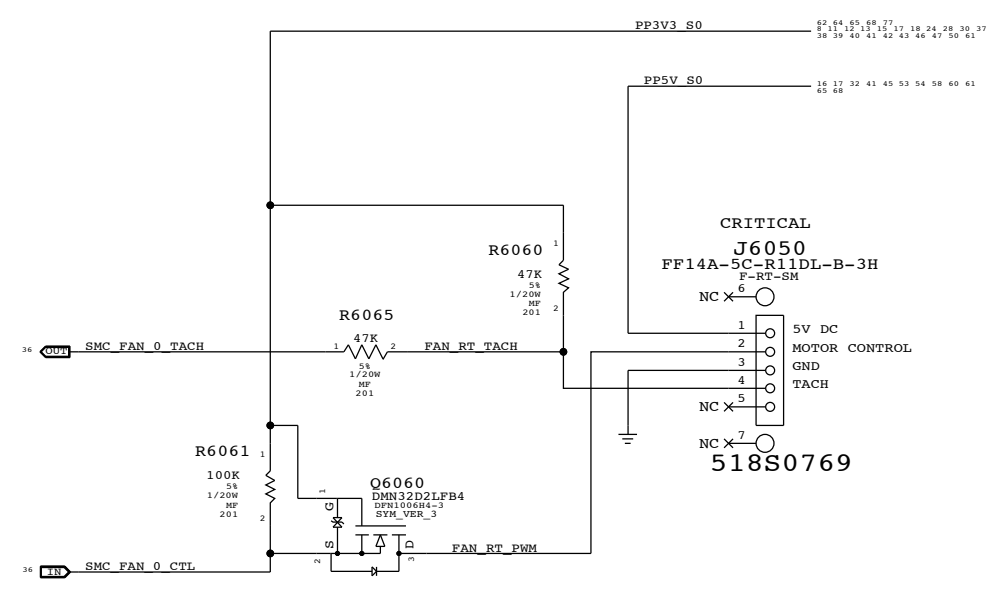 PP3V3_S0
62 64 65 68 77
8 11 12 13 15 17 18 24 28 30 37
38 39 40 41 42 43 46 47 50 61
PP5V_S0
16 17 32 41 45 53 54 58 60 61
65 68
CRITICAL
J6050
FF14A-5C-R11DL-B-3H
F-RT-SM
NC 6
1 5V DC
2 MOTOR CONTROL
3 GND
4 TACH
NC 5
NC 7
518S0769
R6060
1
47K
5%
1/20W
MF
201
2
R6065
47K
1 2
5%
1/20W
MF
201
36 OUT SMC_FAN_0_TACH
FAN_RT_TACH
R6061
1
100K
5%
1/20W
MF
201
2
Q6060
DMN32D2LFB4
DFN1006H4-3
SYM_VER_3
1
G
S
D
2
3
FAN_RT_PWM
36 IN SMC_FAN_0_CTL